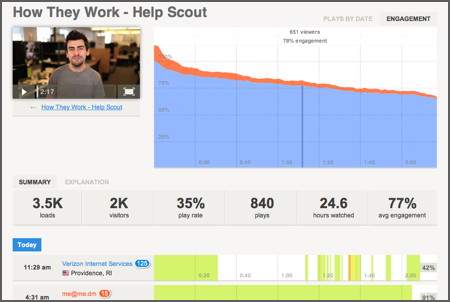 How They Work - Help Scout
PLAYS BY DATE
ENGAGEMENT
651 viewers
78% engagement
100%
75%
50%
25%
2:17
← How They Work - Help Scout
0:20
0:40
1:00
1:20
1:40
2:00
SUMMARY
EXPLANATION
3.5K
2K
35%
840
24.6
77%
loads
visitors
play rate
plays
hours watched
avg engagement
Today
11:29 am
Verizon Internet Services 125
Providence, RI
0:20
0:40
1:00
1:20
1:40
2:00
42%
4:31 am
me@me.dm 15
91%